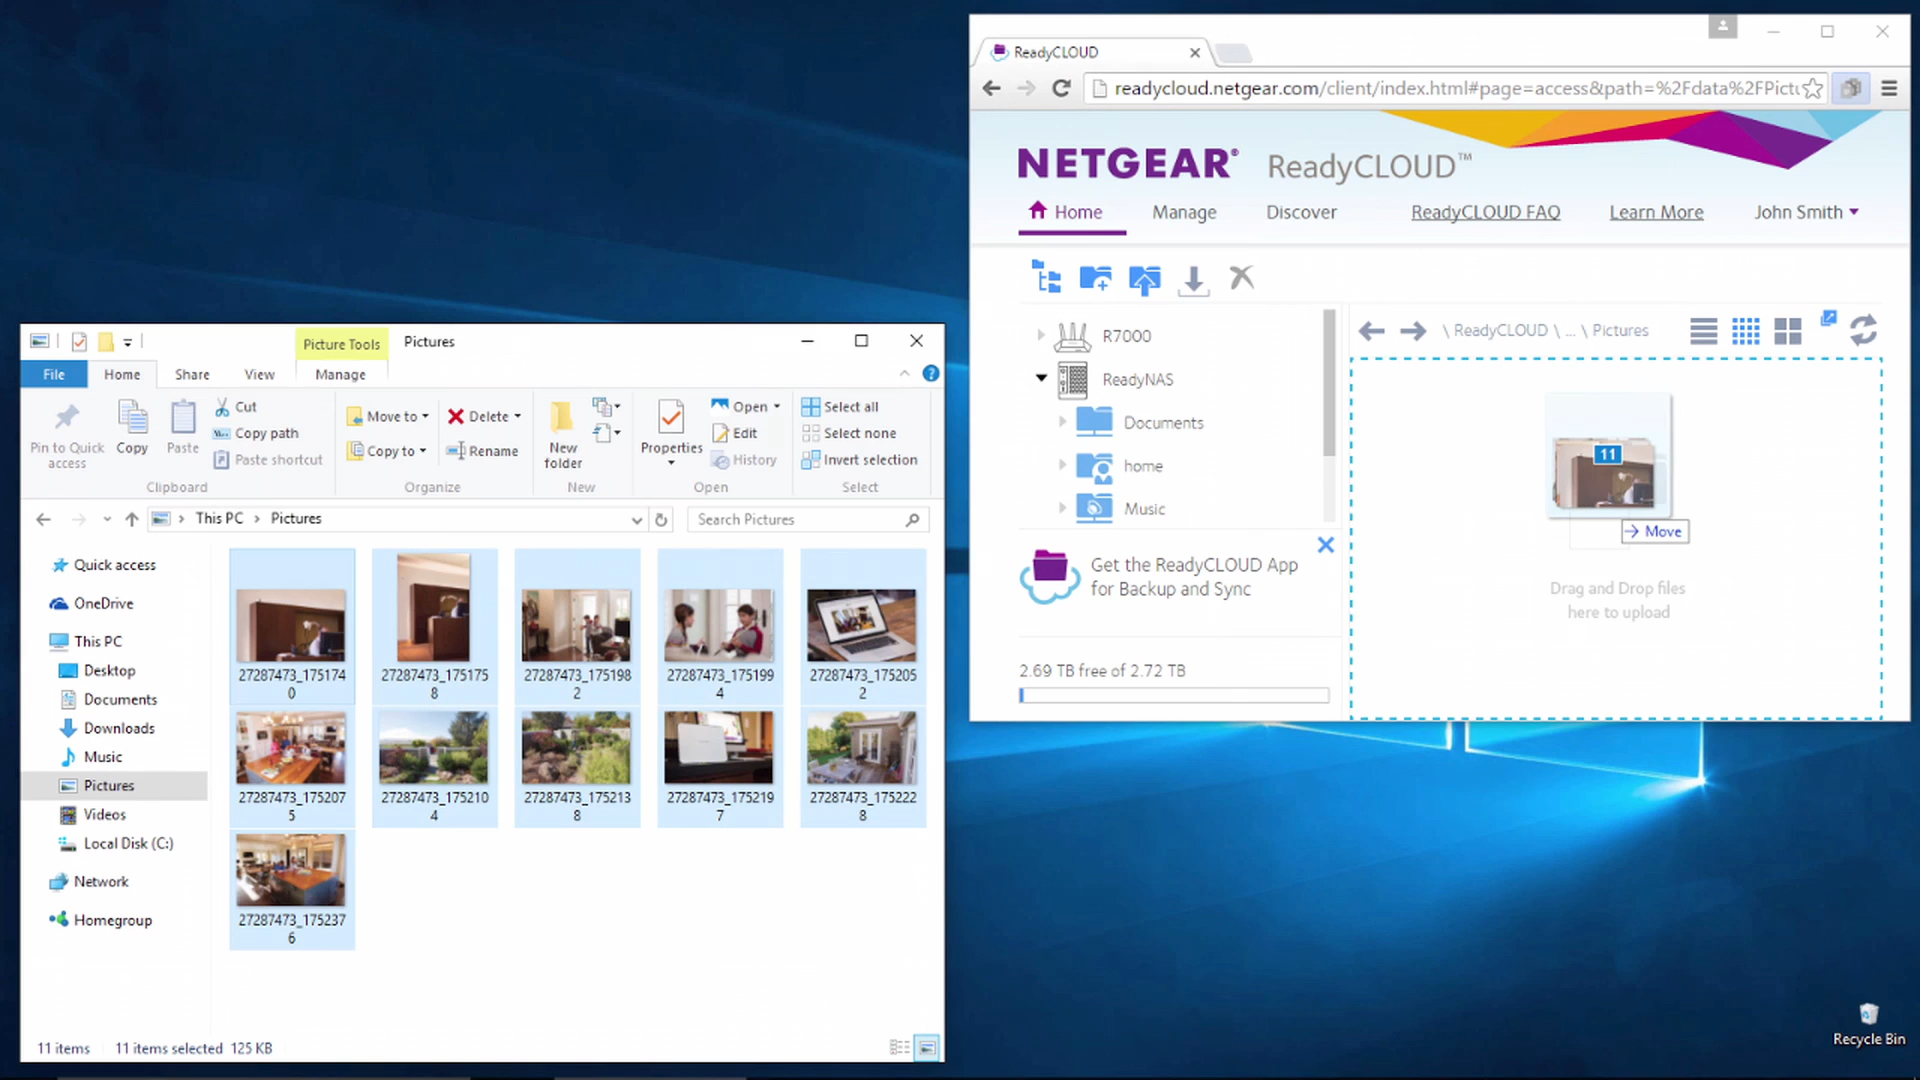 Picture Tools
Pictures
File
Home
Share
View
Manage
Pin to Quick
access
Copy
Paste
Cut
Copy path
Paste shortcut
Clipboard
Move to
Copy to
Delete
Rename
Organize
New
folder
New
Properties
Open
Edit
History
Open
Select all
Select none
Invert selection
Select
This PC
Pictures
Search Pictures
Quick access
OneDrive
This PC
Desktop
Documents
Downloads
Music
Pictures
Videos
Local Disk (C:)
Network
Homegroup
27287473_175174
0
27287473_175175
8
27287473_175198
2
27287473_175199
4
27287473_175205
2
27287473_175207
5
27287473_175210
4
27287473_175213
8
27287473_175219
7
27287473_175222
8
27287473_175237
6
11 items
11 items selected 125 KB
ReadyCLOUD
readycloud.netgear.com/client/index.html#page=access&path=%2Fdata%2FPictu
NETGEAR®
ReadyCLOUD™
Home
Manage
Discover
ReadyCLOUD FAQ
Learn More
John Smith
R7000
ReadyNAS
Documents
home
Music
Get the ReadyCLOUD App
for Backup and Sync
2.69 TB free of 2.72 TB
\ ReadyCLOUD \ ... \ Pictures
11
Move
Drag and Drop files
here to upload
Recycle Bin